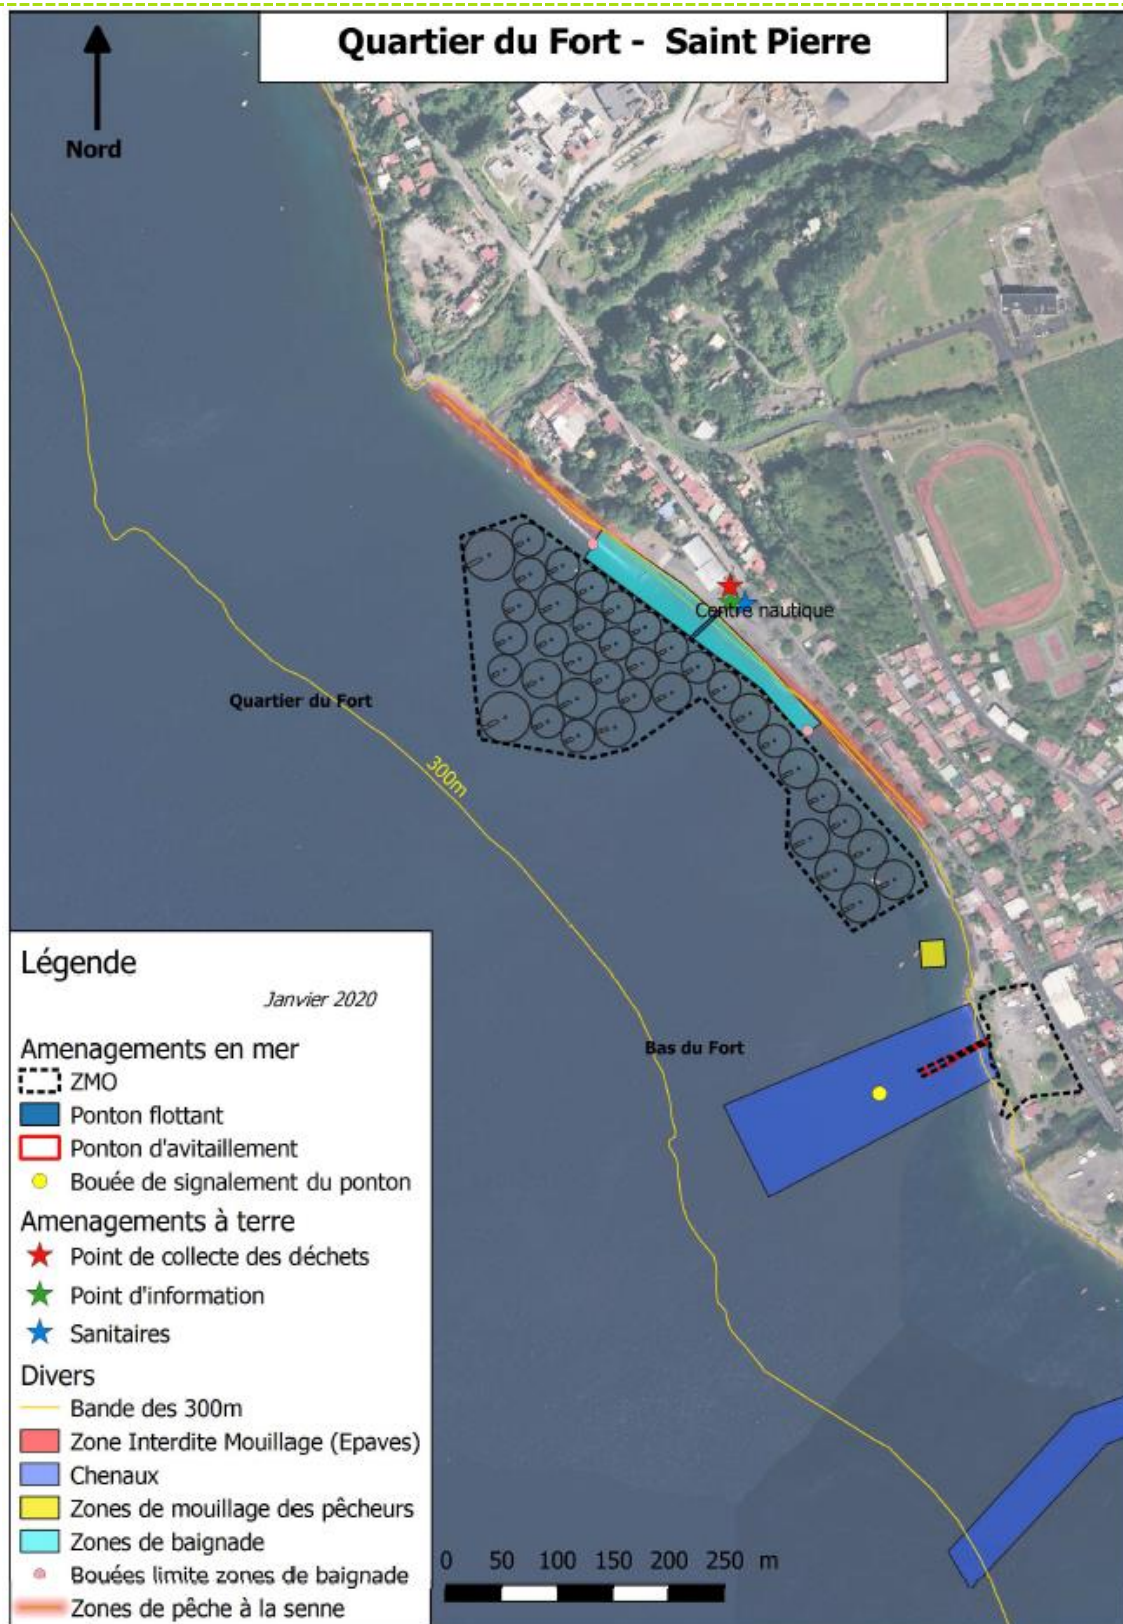 Quartier du Fort - Saint Pierre
Nord
Centre nautique
Quartier du Fort
300m
Bas du Fort
Légende
Janvier 2020
Amenagements en mer
ZMO
Ponton flottant
Ponton d'avitaillement
Bouée de signalement du ponton
Amenagements à terre
Point de collecte des déchets
Point d'information
Sanitaires
Divers
Bande des 300m
Zone Interdite Mouillage (Epaves)
Chenaux
Zones de mouillage des pêcheurs
Zones de baignade
Bouées limite zones de baignade
Zones de pêche à la senne
0 50 100 150 200 250 m